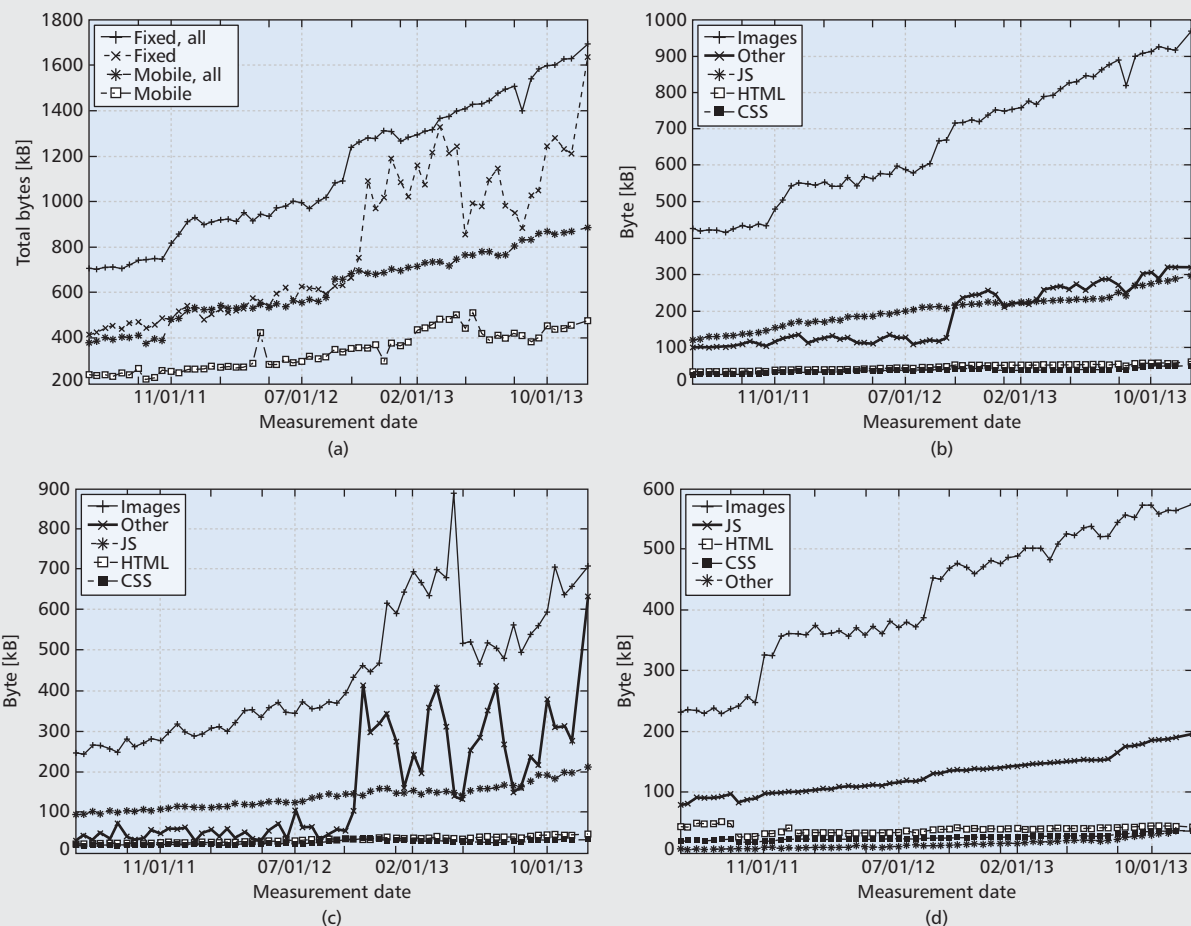 1800
1600
1400
1200
1000
800
600
400
200
Total bytes [kB]
Fixed, all
Fixed
Mobile, all
Mobile
11/01/11 07/01/12 02/01/13 10/01/13
Measurement date
(a)
1000
900
800
700
600
500
400
300
200
100
0
Byte [kB]
Images
Other
JS
HTML
CSS
11/01/11 07/01/12 02/01/13 10/01/13
Measurement date
(b)
900
800
700
600
500
400
300
200
100
0
Byte [kB]
Images
Other
JS
HTML
CSS
11/01/11 07/01/12 02/01/13 10/01/13
Measurement date
(c)
600
500
400
300
200
100
0
Byte [kB]
Images
JS
HTML
CSS
Other
11/01/11 07/01/12 02/01/13 10/01/13
Measurement date
(d)